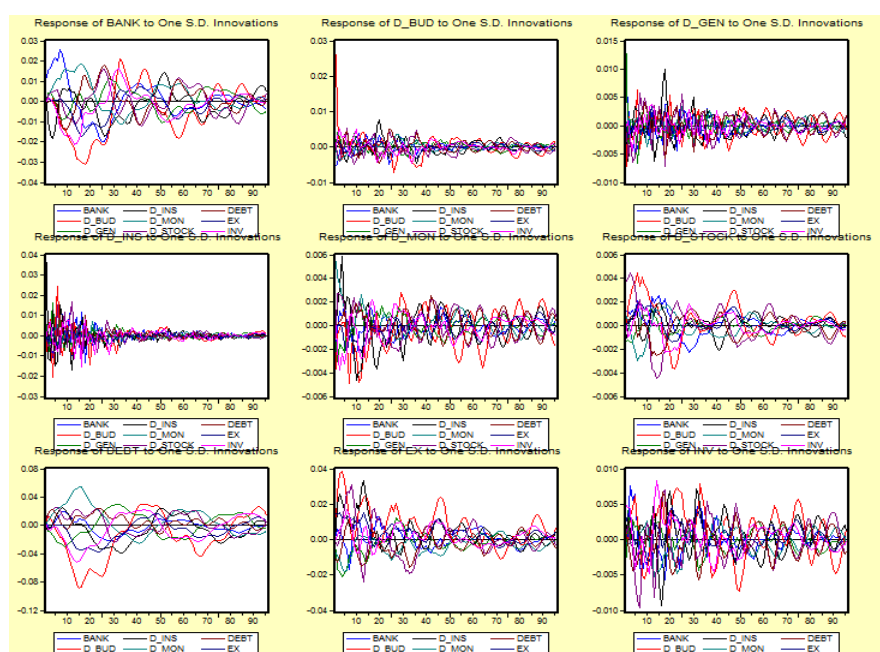 Response of BANK to One S.D. Innovations
Response of D_BUD to One S.D. Innovations
Response of D_GEN to One S.D. Innovations
0.03
0.02
0.01
0.00
-0.01
-0.02
-0.03
-0.04
10 20 30 40 50 60 70 80 90
0.03
0.02
0.01
0.00
-0.01
10 20 30 40 50 60 70 80 90
0.015
0.010
0.005
0.000
-0.005
-0.010
10 20 30 40 50 60 70 80 90
BANK D_INS DEBT
D_BUD D_MON EX
D_GEN D_STOCK INV
BANK D_INS DEBT
D_BUD D_MON EX
D_GEN D_STOCK INV
BANK D_INS DEBT
D_BUD D_MON EX
D_GEN D_STOCK INV
Response of D_INS to One S.D. Innovations
Response of D_MON to One S.D. Innovations
Response of D_STOCK to One S.D. Innovations
0.04
0.03
0.02
0.01
0.00
-0.01
-0.02
-0.03
10 20 30 40 50 60 70 80 90
0.006
0.004
0.002
0.000
-0.002
-0.004
-0.006
10 20 30 40 50 60 70 80 90
0.006
0.004
0.002
0.000
-0.002
-0.004
-0.006
10 20 30 40 50 60 70 80 90
BANK D_INS DEBT
D_BUD D_MON EX
D_GEN D_STOCK INV
BANK D_INS DEBT
D_BUD D_MON EX
D_GEN D_STOCK INV
BANK D_INS DEBT
D_BUD D_MON EX
D_GEN D_STOCK INV
Response of DEBT to One S.D. Innovations
Response of EX to One S.D. Innovations
Response of INV to One S.D. Innovations
0.08
0.04
0.00
-0.04
-0.08
-0.12
10 20 30 40 50 60 70 80 90
0.04
0.02
0.00
-0.02
-0.04
10 20 30 40 50 60 70 80 90
0.010
0.005
0.000
-0.005
-0.010
10 20 30 40 50 60 70 80 90
BANK D_INS DEBT
D_BUD D_MON EX
BANK D_INS DEBT
D_BUD D_MON EX
BANK D_INS DEBT
D_BUD D_MON EX